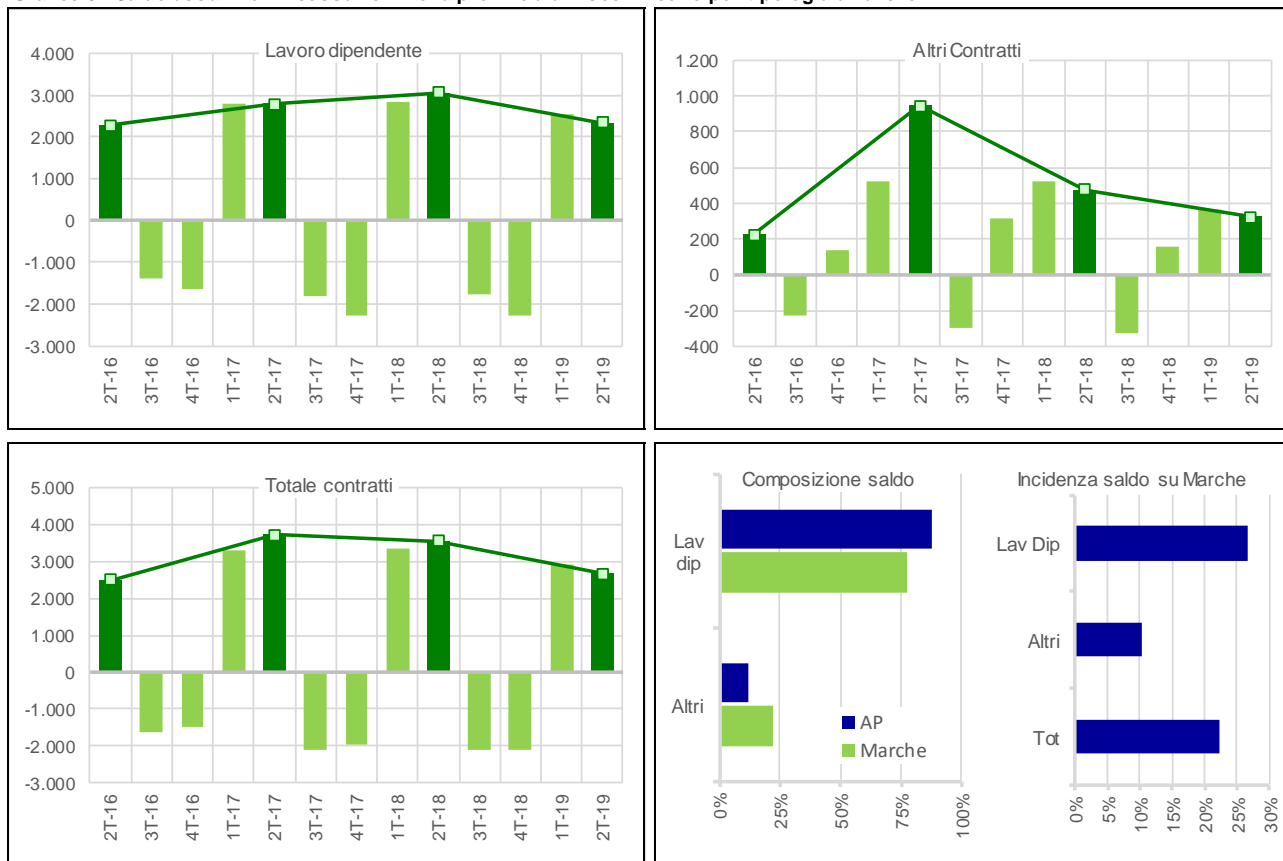 Lavoro dipendente
4.000
3.000
2.000
1.000
0
-1.000
-2.000
-3.000
2T-16
3T-16
4T-16
1T-17
2T-17
3T-17
4T-17
1T-18
2T-18
3T-18
4T-18
1T-19
2T-19
Altri Contratti
1.200
1.000
800
600
400
200
0
-200
-400
2T-16
3T-16
4T-16
1T-17
2T-17
3T-17
4T-17
1T-18
2T-18
3T-18
4T-18
1T-19
2T-19
Totale contratti
5.000
4.000
3.000
2.000
1.000
0
-1.000
-2.000
-3.000
2T-16
3T-16
4T-16
1T-17
2T-17
3T-17
4T-17
1T-18
2T-18
3T-18
4T-18
1T-19
2T-19
Composizione saldo
Lav
dip
Altri
AP
Marche
0%
25%
50%
75%
100%
Incidenza saldo su Marche
Lav Dip
Altri
Tot
0%
5%
10%
15%
20%
25%
30%